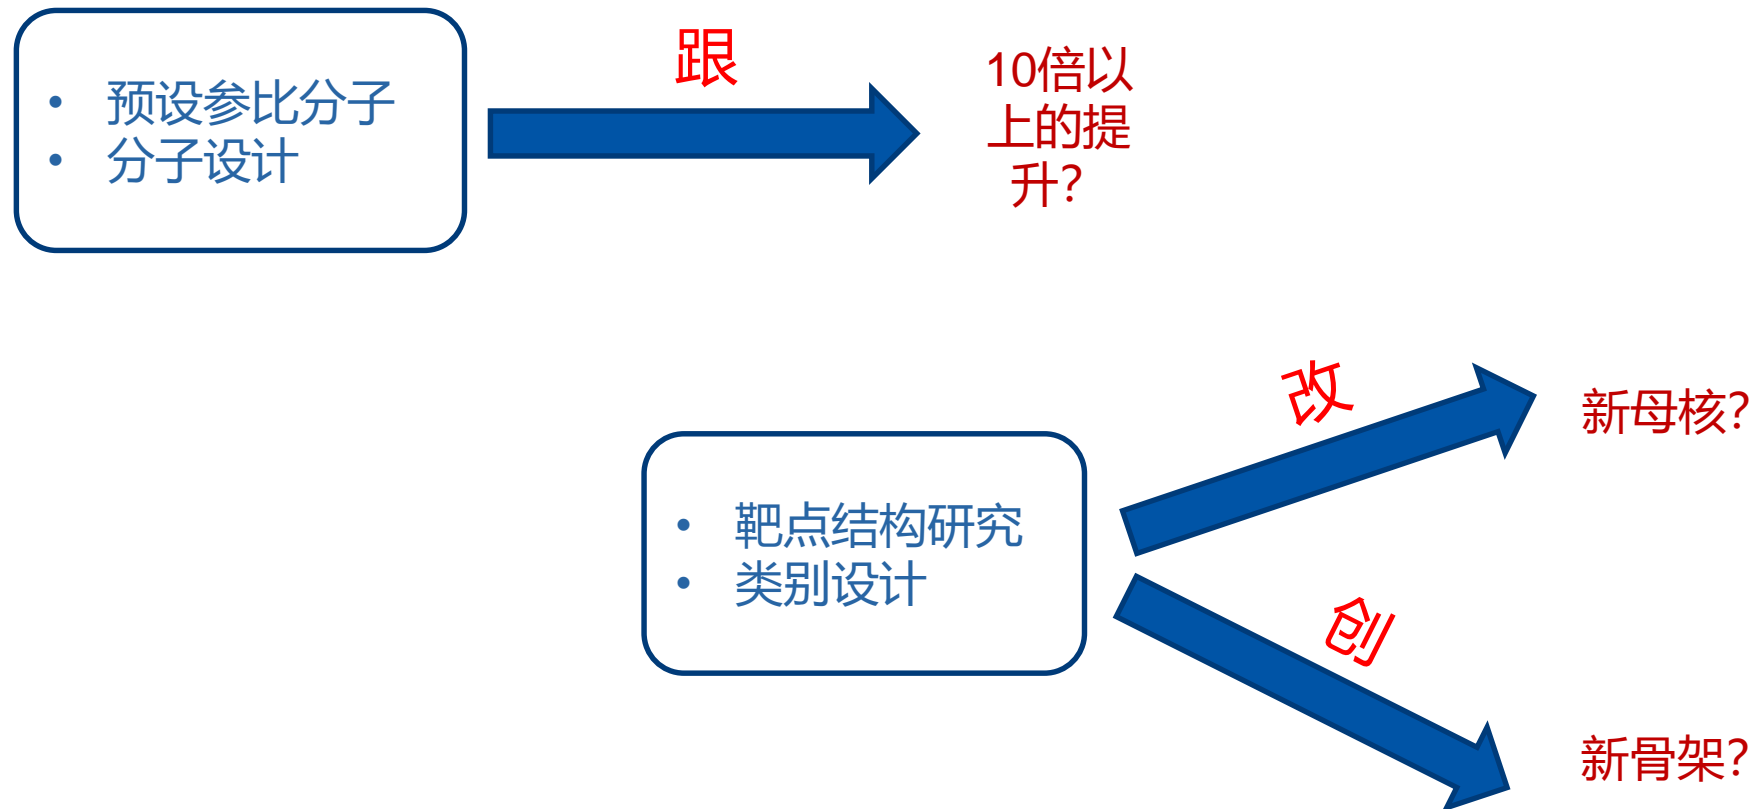 跟
• 预设参比分子
• 分子设计
10倍以
上的提
升？
改
新母核？
• 靶点结构研究
• 类别设计
创
新骨架？